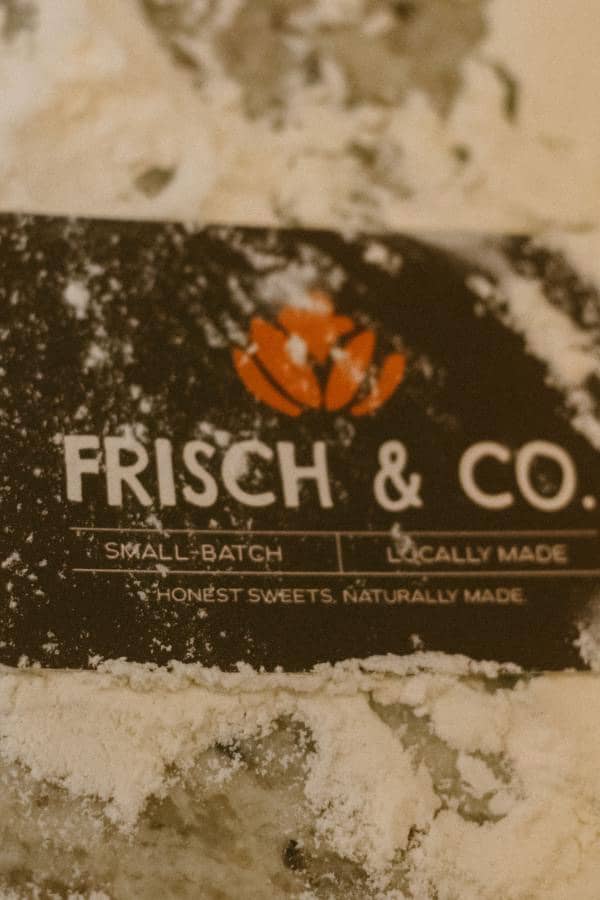 FRISCH & CO.
SMALL-BATCH LOCALLY MADE
HONEST SWEETS, NATURALLY MADE